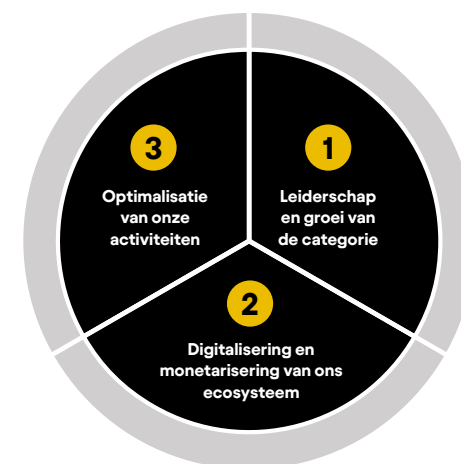 1
Leiderschap
en groei van
de categorie
2
Digitalisering en
monetarisering van ons
ecosysteem
3
Optimalisatie
van onze
activiteiten